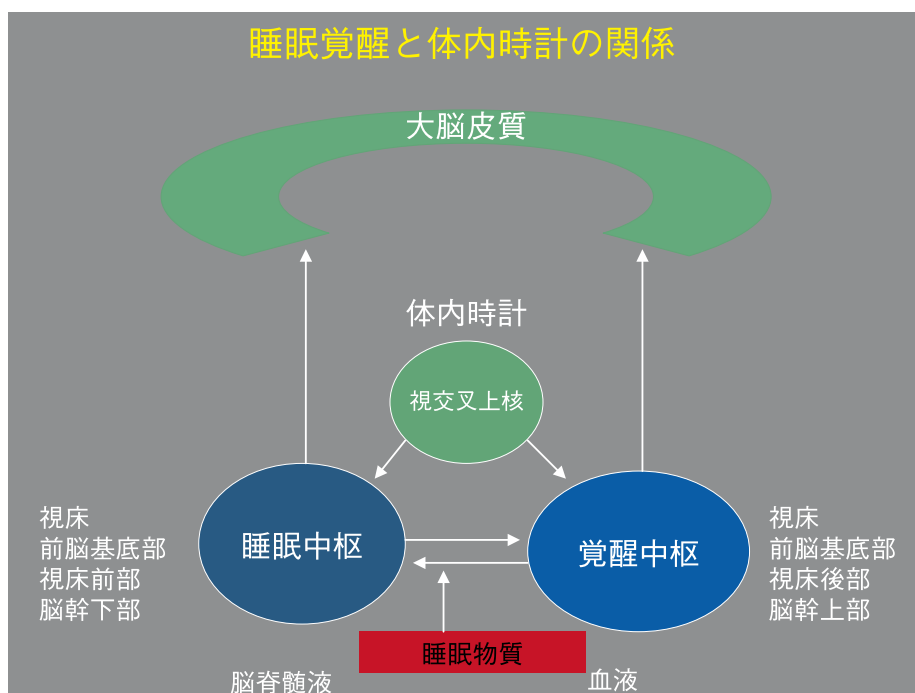 睡眠覚醒と体内時計の関係
大脳皮質
体内時計
視交叉上核
睡眠中枢
覚醒中枢
視床
前脳基底部
視床前部
脳幹下部
視床
前脳基底部
視床後部
脳幹上部
睡眠物質
脳脊髄液
血液